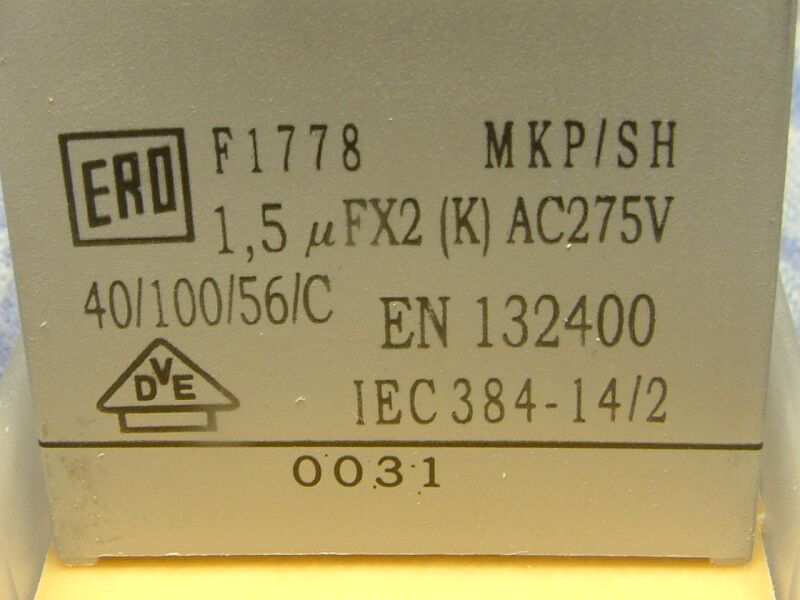 ERO F1778 MKP/SH
1,5 µFX2 (K) AC275V
40/100/56/C EN 132400
DVE IEC 384-14/2
0031